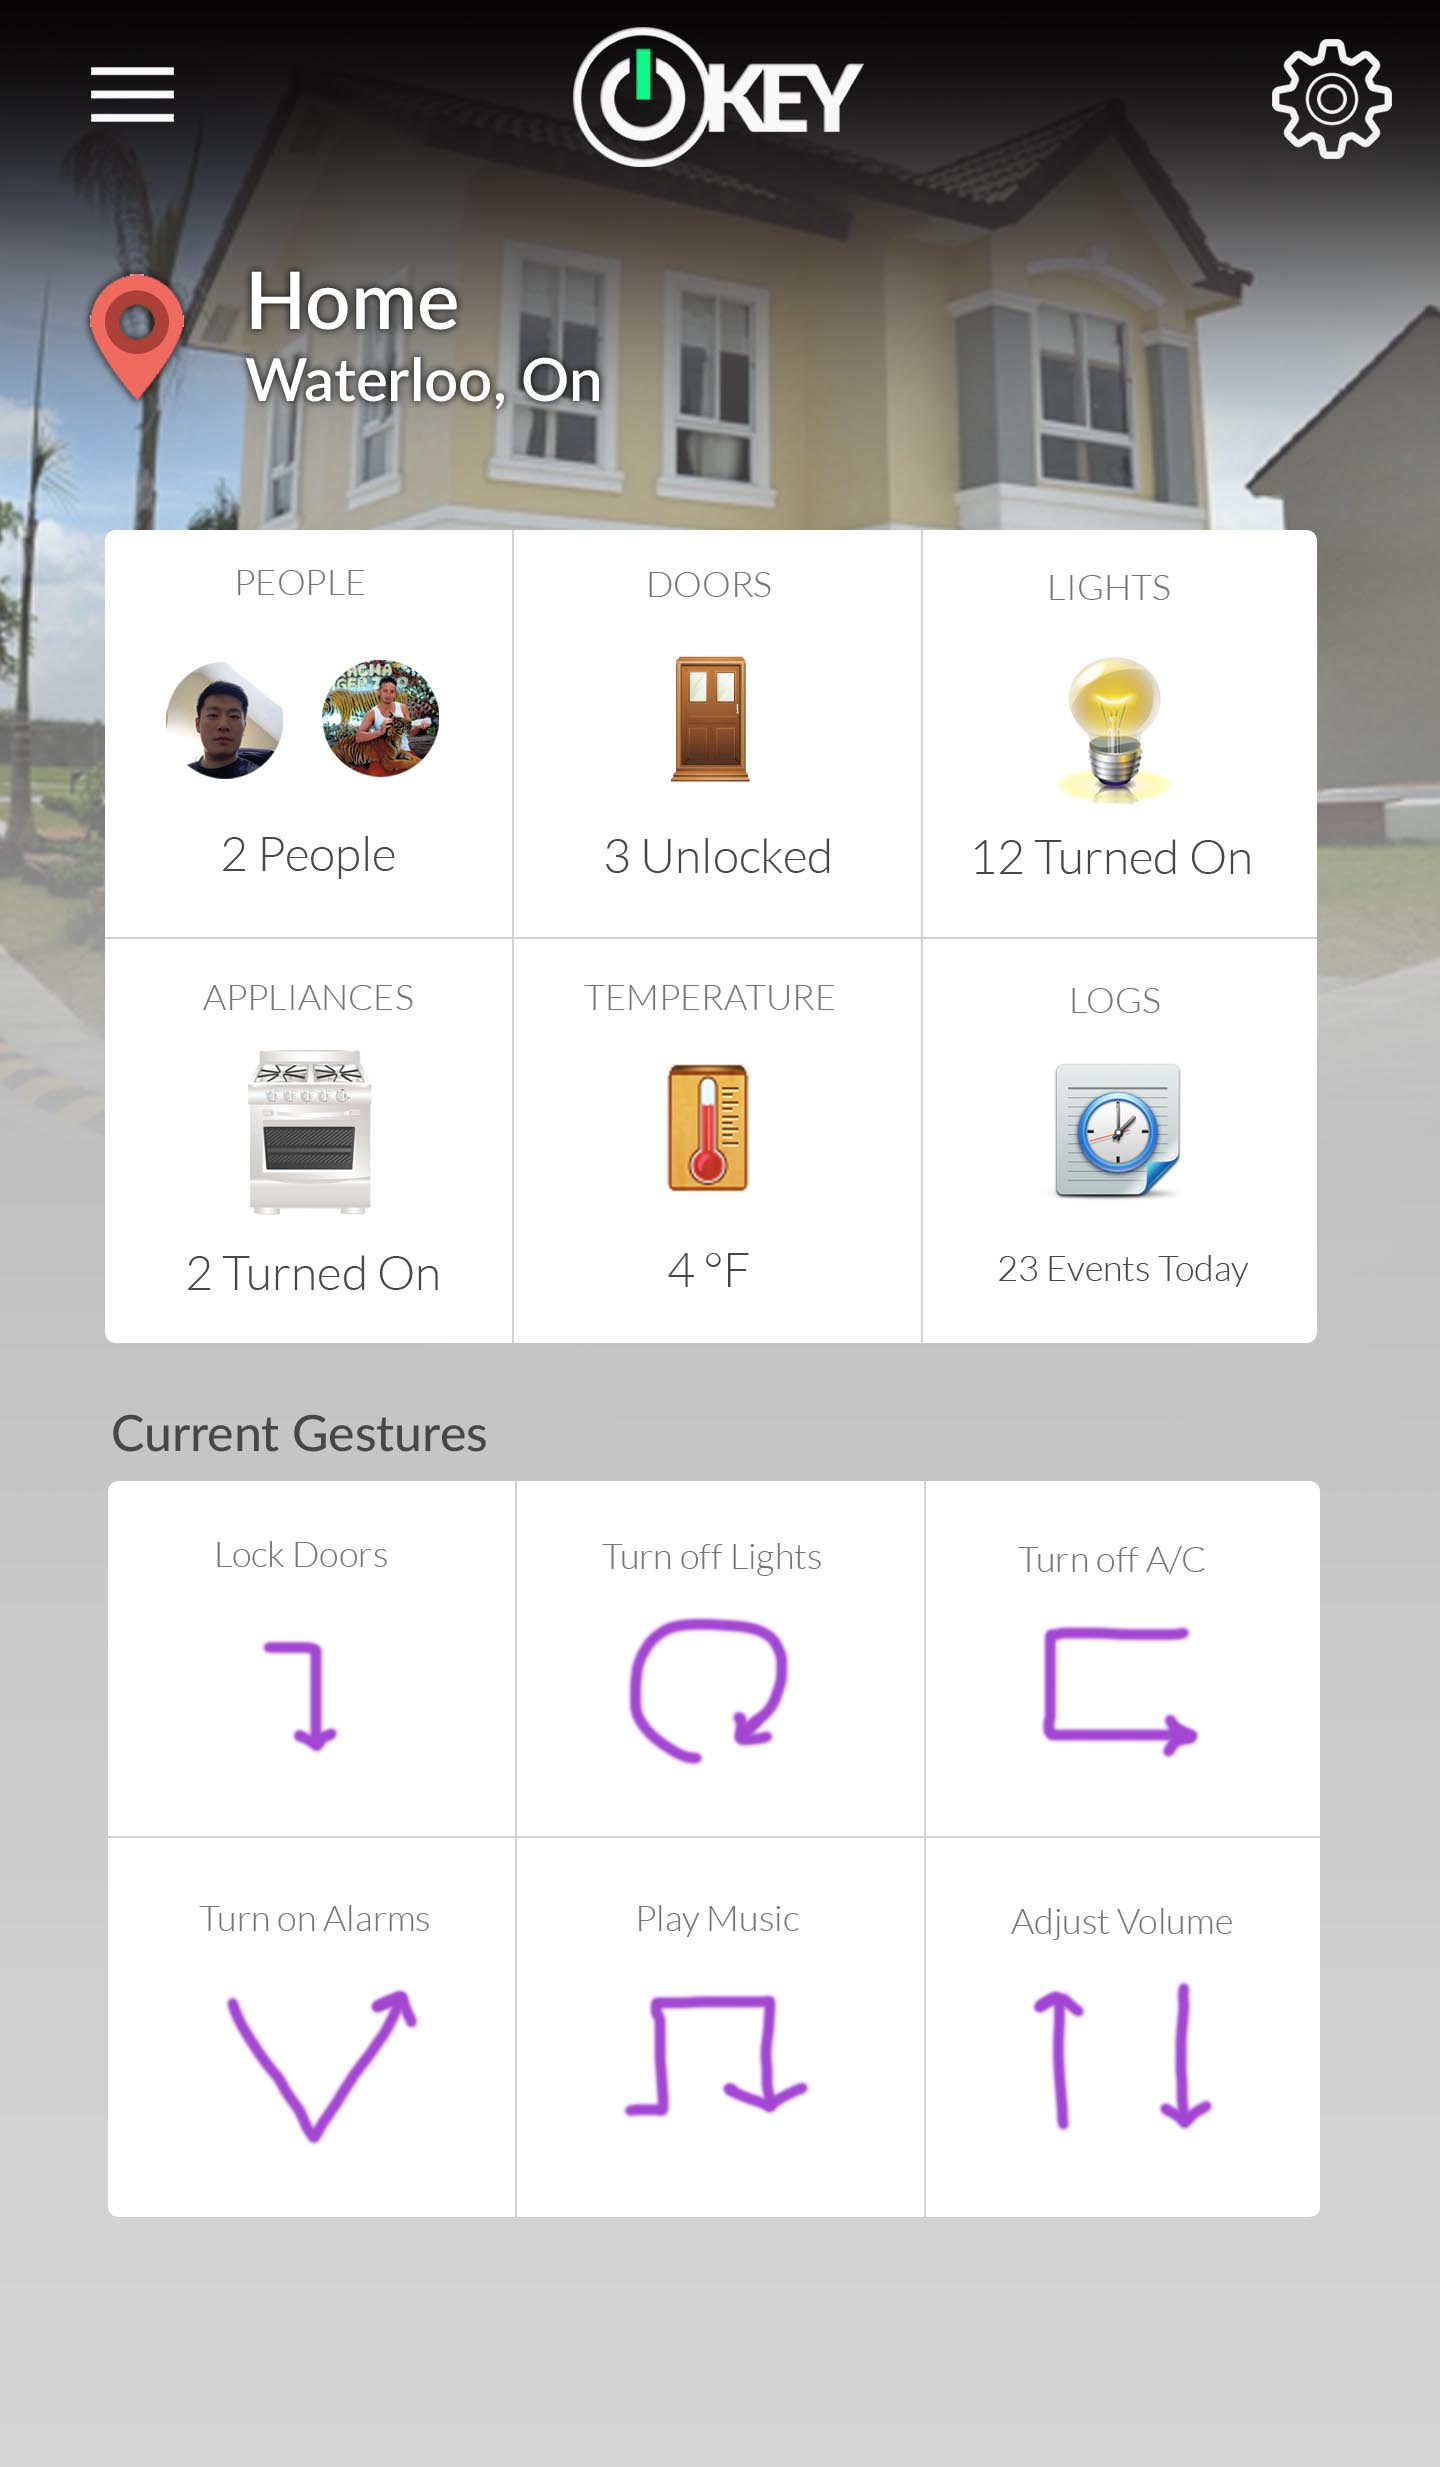 KEY
Home
Waterloo, On
PEOPLE
DOORS
LIGHTS
2 People
3 Unlocked
12 Turned On
APPLIANCES
TEMPERATURE
LOGS
2 Turned On
4 °F
23 Events Today
Current Gestures
Lock Doors
Turn off Lights
Turn off A/C
Turn on Alarms
Play Music
Adjust Volume